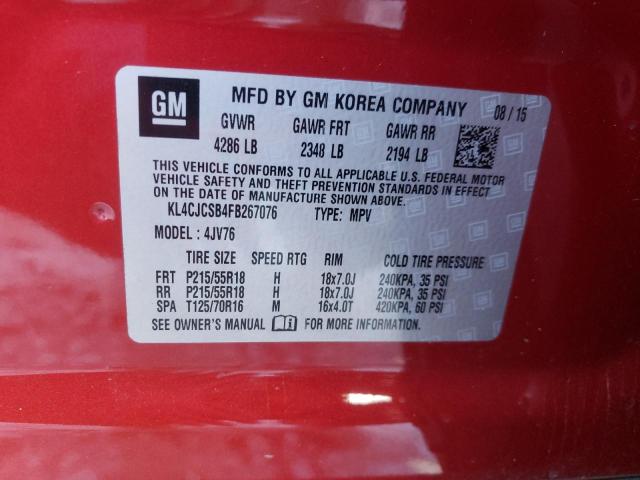 GM
MFD BY GM KOREA COMPANY 08 / 15
GVWR GAWR FRT GAWR RR
4286 LB 2348 LB 2194 LB
THIS VEHICLE CONFORMS TO ALL APPLICABLE U.S. FEDERAL MOTOR
VEHICLE SAFETY AND THEFT PREVENTION STANDARDS IN EFFECT
ON THE DATE OF MANUFACTURE SHOWN ABOVE.
KL4CJCSB4FB267076 TYPE: MPV
MODEL: 4JV76
TIRE SIZE SPEED RTG RIM COLD TIRE PRESSURE
FRT P215/55R18 H 18x7.0J 240KPA, 35 PSI
RR P215/55R18 H 18x7.0J 240KPA, 35 PSI
SPA T125/70R16 M 16x4.0T 420KPA, 60 PSI
SEE OWNER'S MANUAL FOR MORE INFORMATION.